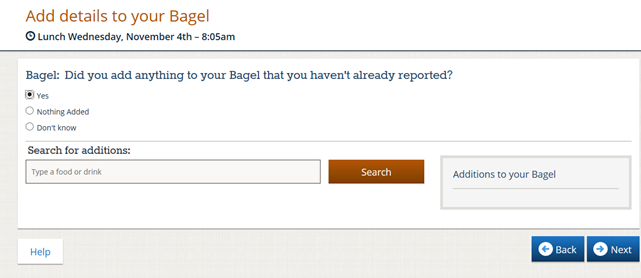 Add details to your Bagel
Lunch Wednesday, November 4th – 8:05am
Bagel: Did you add anything to your Bagel that you haven't already reported?
Yes
Nothing Added
Don't know
Search for additions:
Type a food or drink
Search
Additions to your Bagel
Help
Back
Next